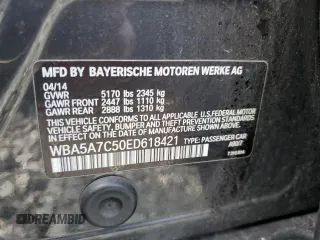 MFD BY BAYERISCHE MOTOREN WERKE AG
04/14
GVWR 5170 lbs 2345 kg
GAWR FRONT 2447 lbs 1110 kg
GAWR REAR 2888 lbs 1310 kg
THIS VEHICLE CONFORMS TO ALL APPLICABLE U.S. FEDERAL MOTOR
VEHICLE SAFETY, BUMPER, AND THEFT PREVENTION STANDARDS
IN EFFECT ON THE DATE OF MANUFACTURE SHOWN ABOVE.
WBA5A7C50ED618421 TYPE: PASSENGER CAR
DREAMBID